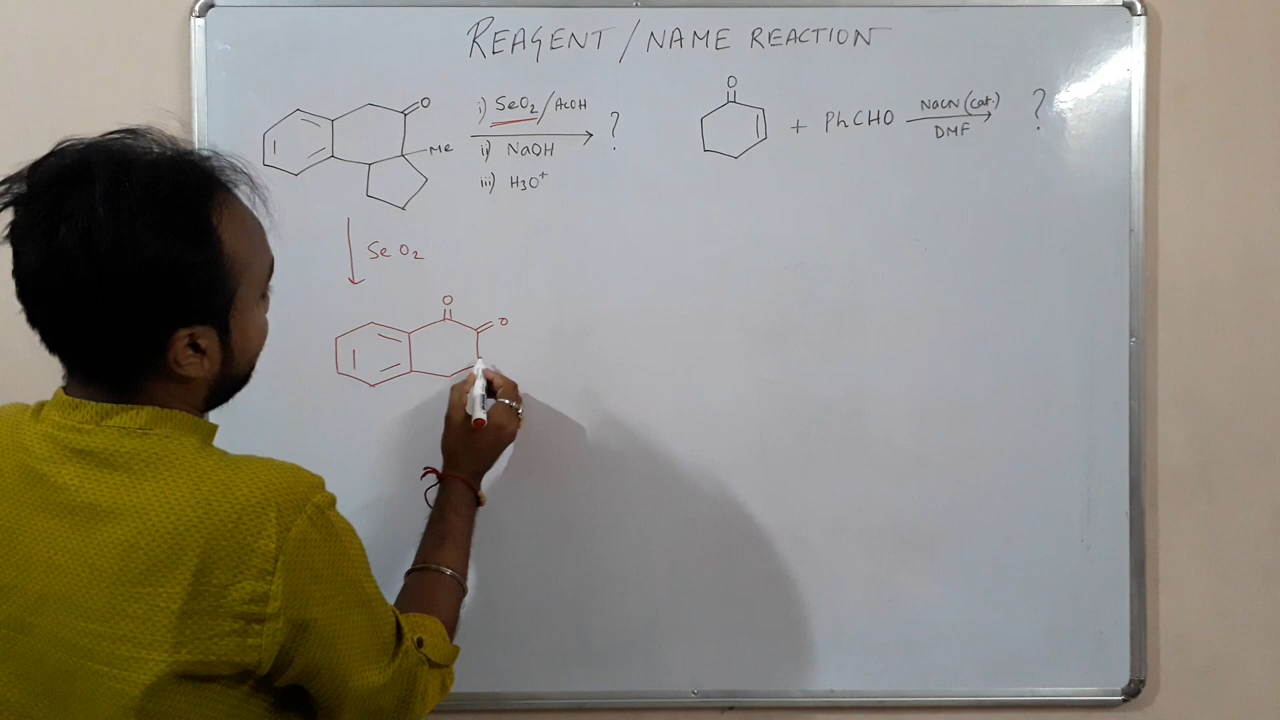 REAGENT / NAME REACTION
O
i) SeO2/AcOH
?
Me
ii) NaOH
iii) H3O+
O
+ PhCHO
NaCN (cat.)
DMF
?
SeO2
O
O